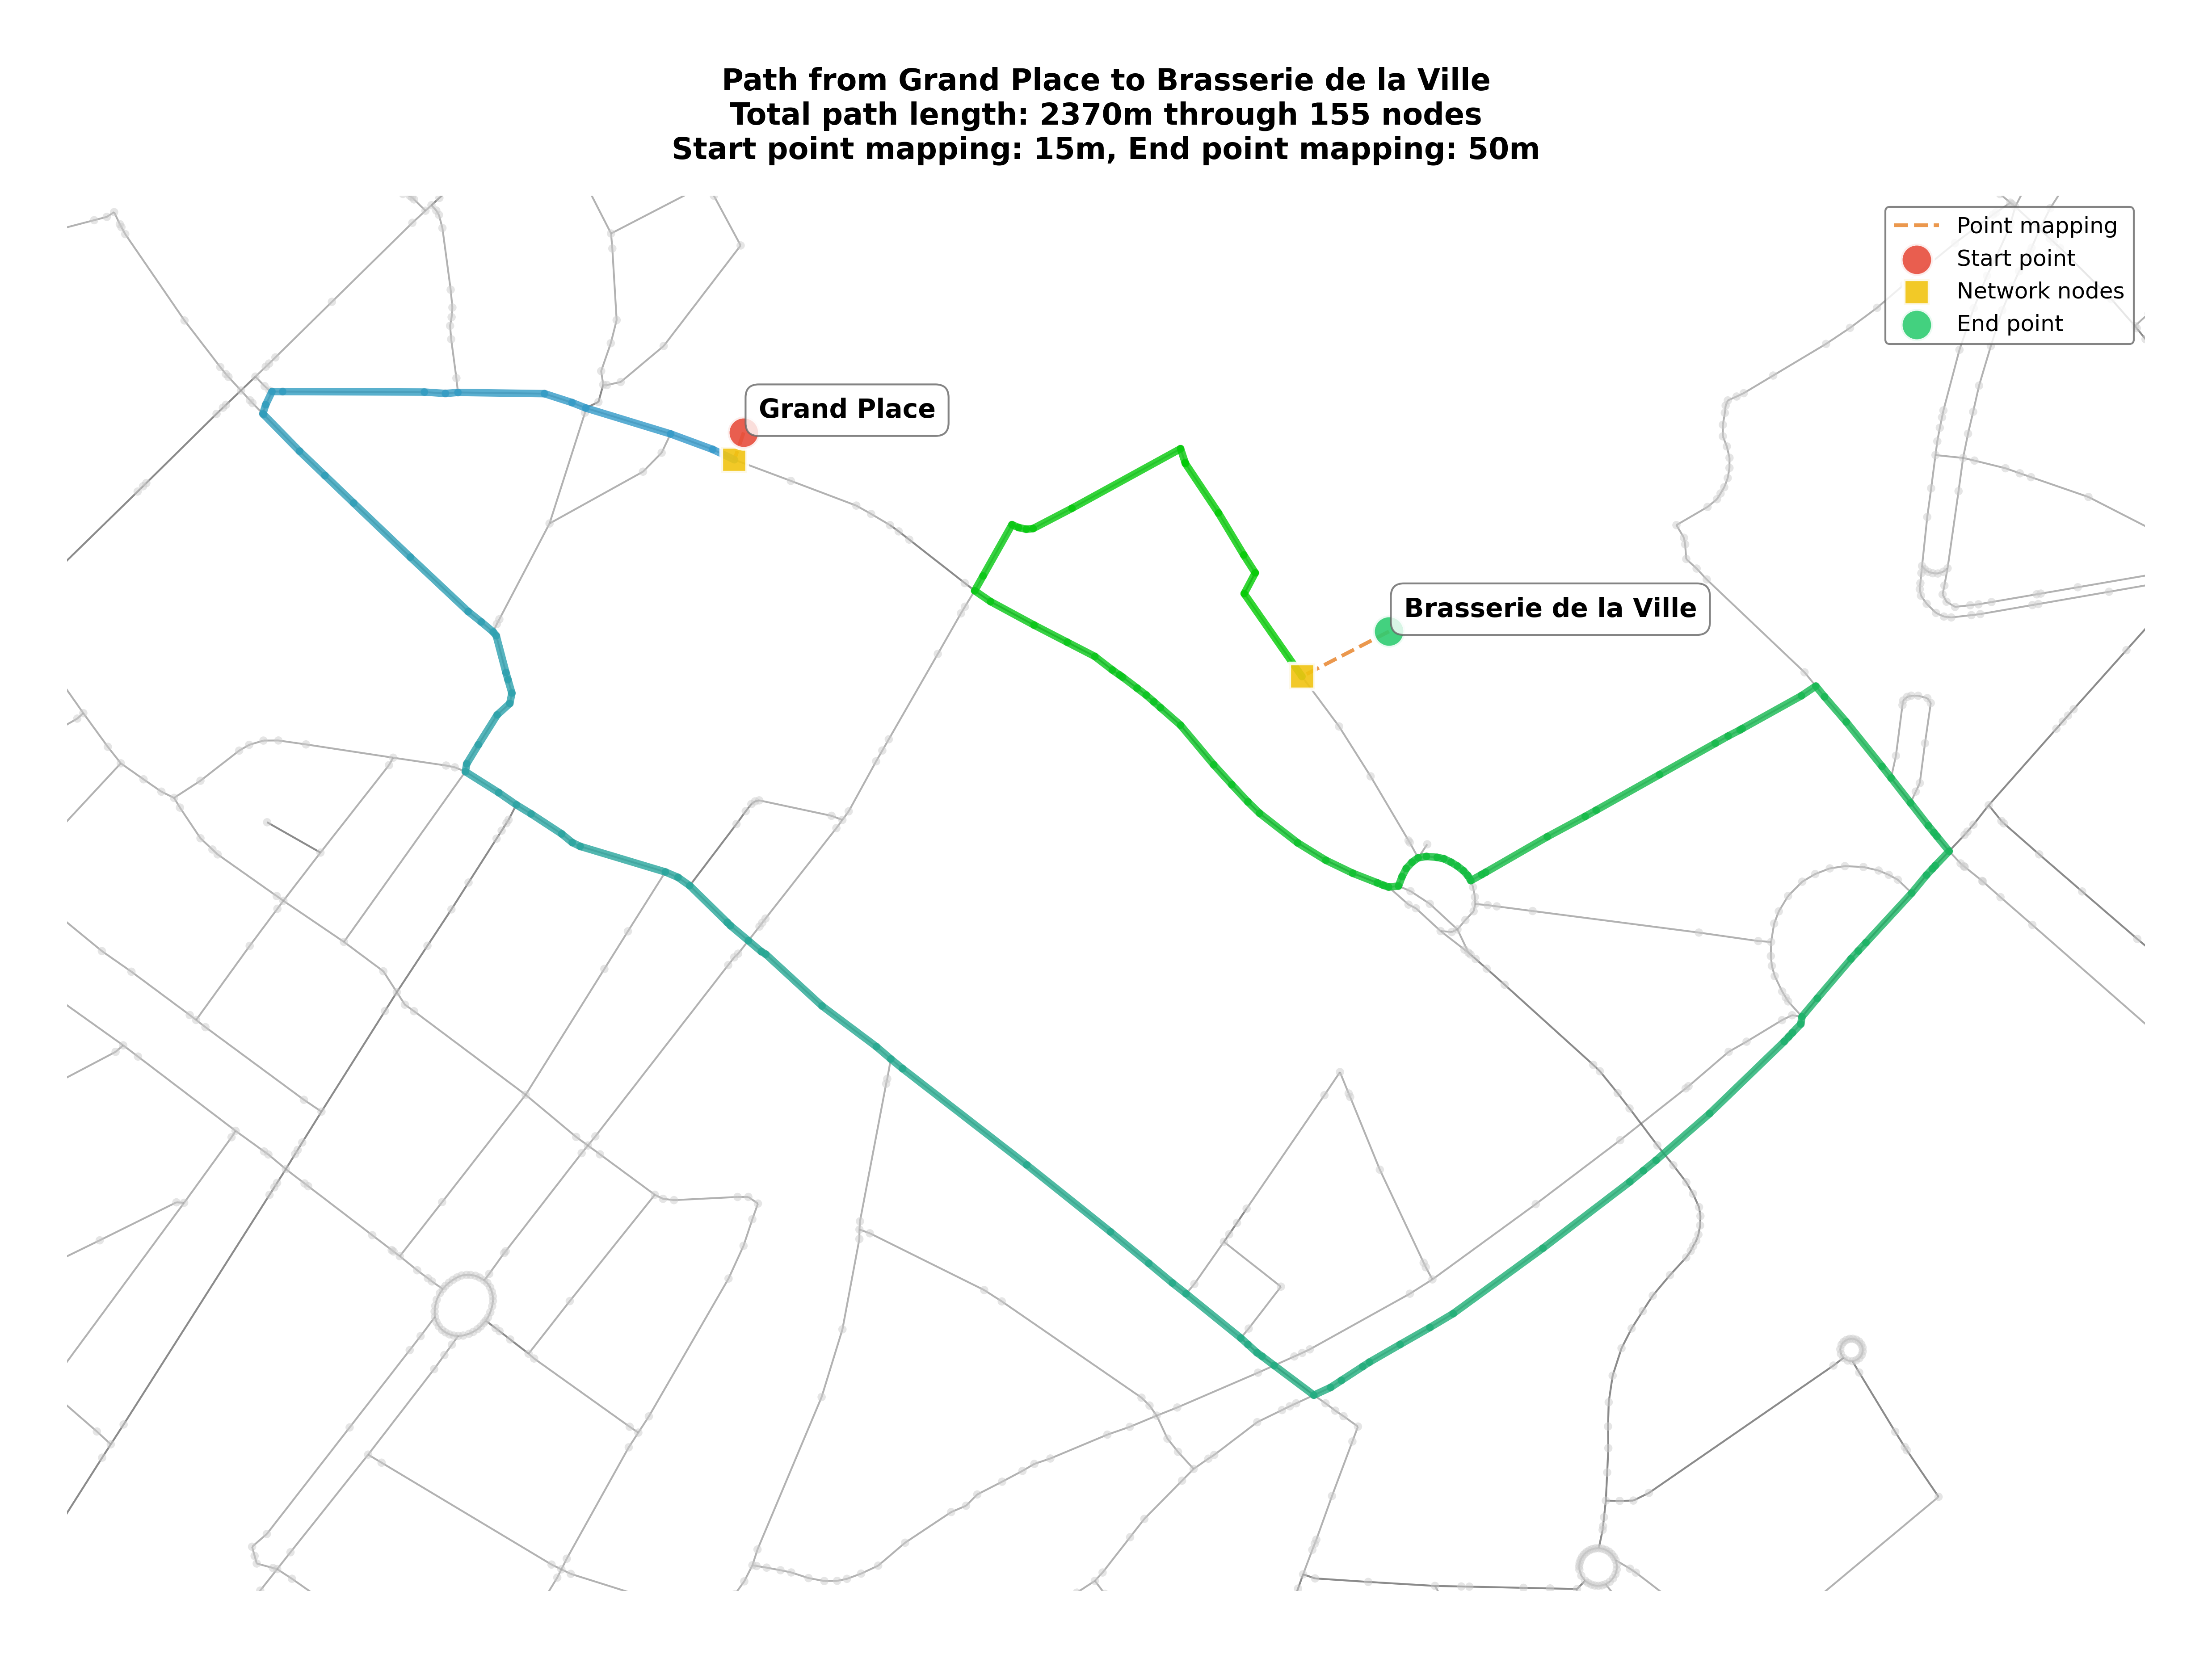 Path from Grand Place to Brasserie de la Ville
Total path length: 2370m through 155 nodes
Start point mapping: 15m, End point mapping: 50m
Point mapping
Start point
Network nodes
End point
Grand Place
Brasserie de la Ville